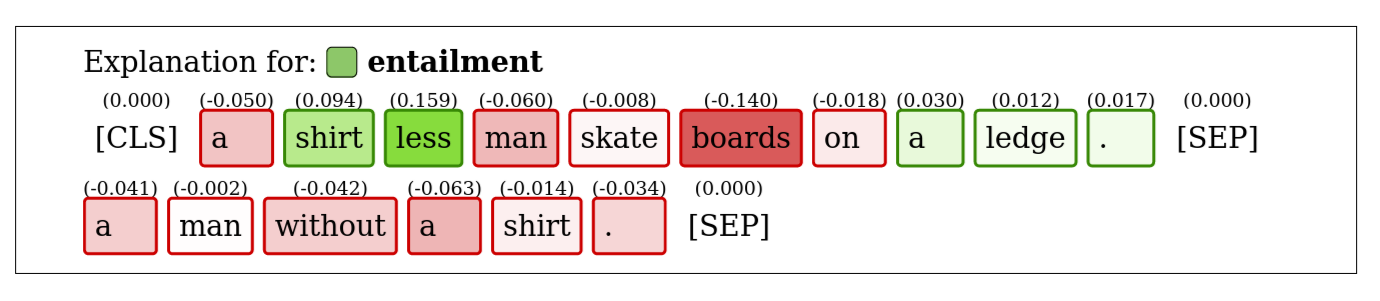 Explanation for: entailment
(0.000) (-0.050) (0.094) (0.159) (-0.060) (-0.008) (-0.140) (-0.018) (0.030) (0.012) (0.017) (0.000)
[CLS] a shirt less man skate boards on a ledge . [SEP]
(-0.041) (-0.002) (-0.042) (-0.063) (-0.014) (-0.034) (0.000)
a man without a shirt . [SEP]